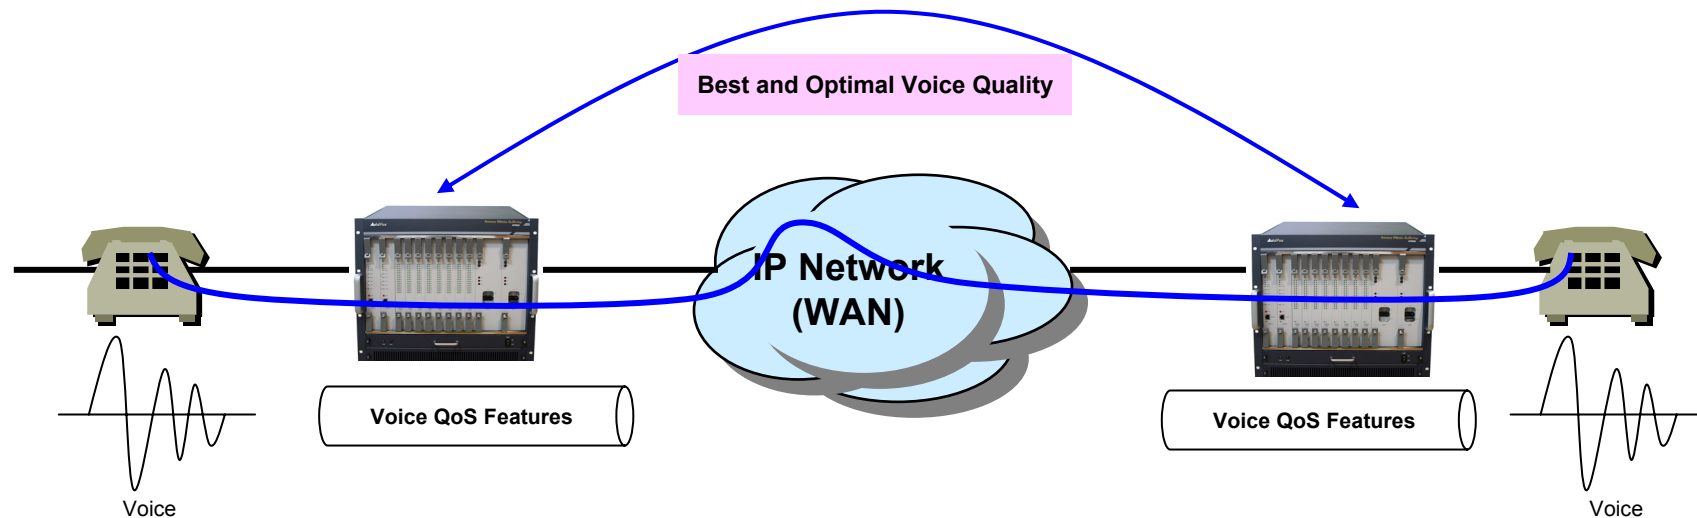 Best and Optimal Voice Quality
IP Network
(WAN)
Voice QoS Features
Voice QoS Features
Voice
Voice